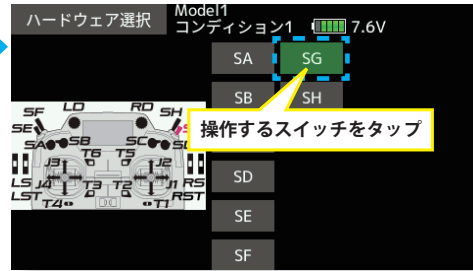 ハードウェア選択
Model1
コンディション1 7.6V
SA SG
SB SH
操作するスイッチをタップ
SD
SE
SF
SF LD RD SH
SE
SA SB SC
T6 T5
J3 J2
LS J4 T3 T2 J1 RS
LST RST
T4 T1